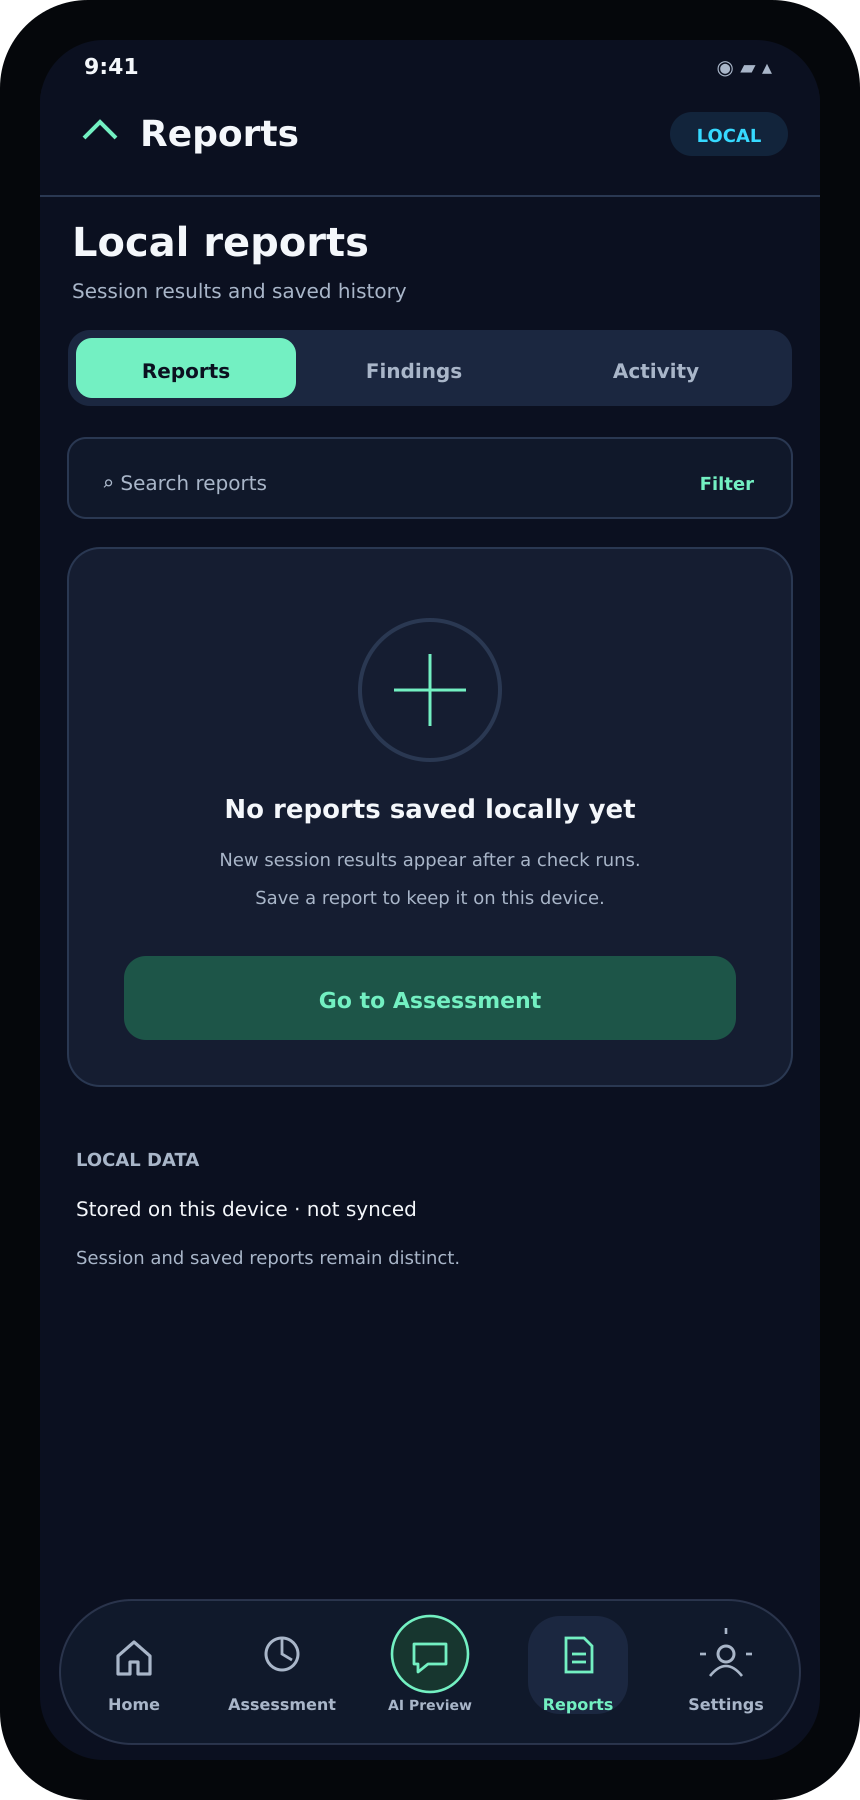 9:41
Reports
LOCAL
Local reports
Session results and saved history
Reports Findings Activity
Search reports Filter
No reports saved locally yet
New session results appear after a check runs.
Save a report to keep it on this device.
Go to Assessment
LOCAL DATA
Stored on this device · not synced
Session and saved reports remain distinct.
Home Assessment AI Preview Reports Settings